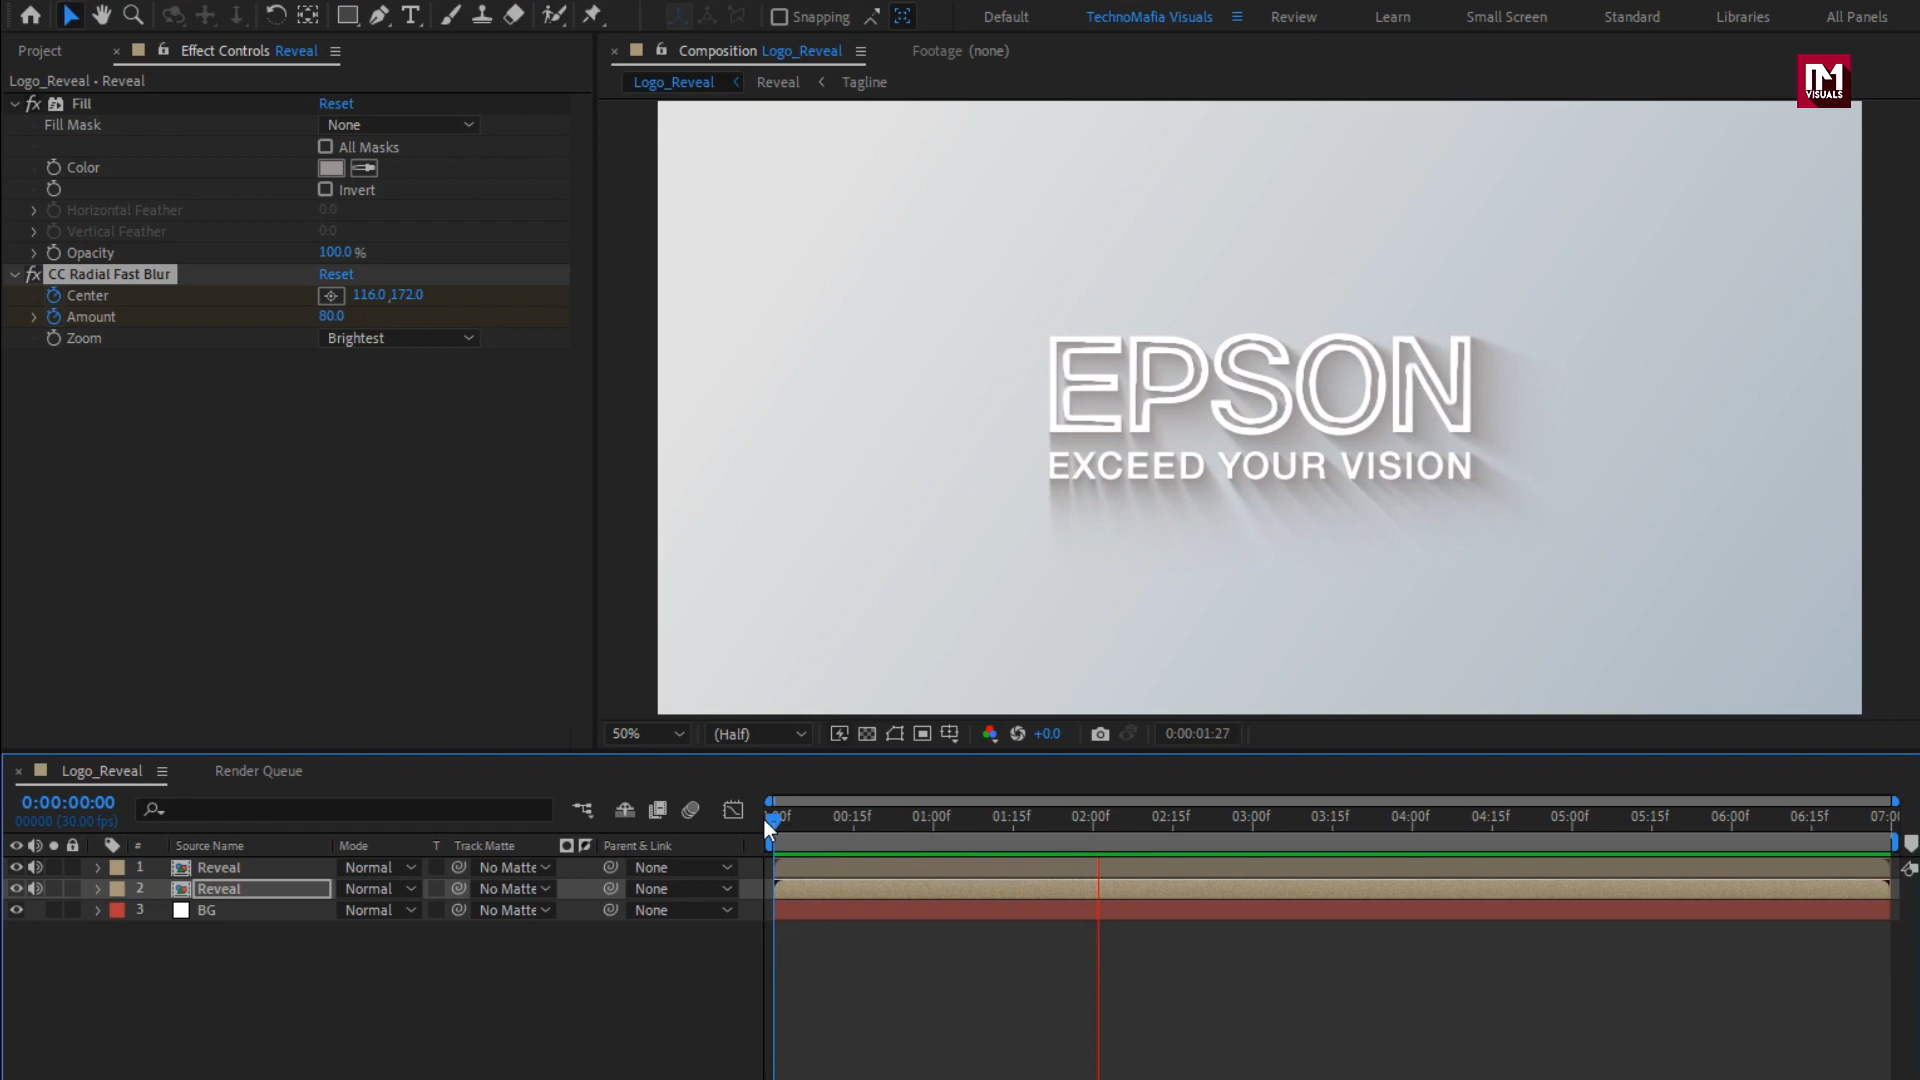 Snapping
Default
TechnoMafia Visuals
Review
Learn
Small Screen
Standard
Libraries
All Panels
Project
Effect Controls Reveal
Composition Logo_Reveal
Footage (none)
Logo_Reveal • Reveal
Logo_Reveal
Reveal
Tagline
M
VISUALS
fx Fill Reset
Fill Mask None
All Masks
Color
Invert
Horizontal Feather 0.0
Vertical Feather 0.0
Opacity 100.0 %
fx CC Radial Fast Blur Reset
Center 116.0,172.0
Amount 80.0
Zoom Brightest
EPSON
EXCEED YOUR VISION
50% (Half) +0.0 0:00:01:27
Logo_Reveal
Render Queue
0:00:00:00
00000 (30.00 fps)
00f 00:15f 01:00f 01:15f 02:00f 02:15f 03:00f 03:15f 04:00f 04:15f 05:00f 05:15f 06:00f 06:15f 07:00
# Source Name Mode T Track Matte Parent & Link
1 Reveal Normal No Matte None
2 Reveal Normal No Matte None
3 BG Normal No Matte None